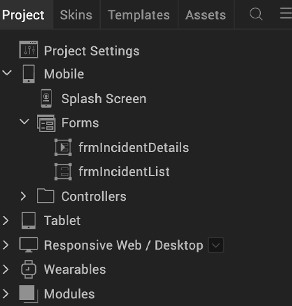 Project Skins Templates Assets
Project Settings
Mobile
Splash Screen
Forms
frmIncidentDetails
frmIncidentList
Controllers
Tablet
Responsive Web / Desktop
Wearables
Modules